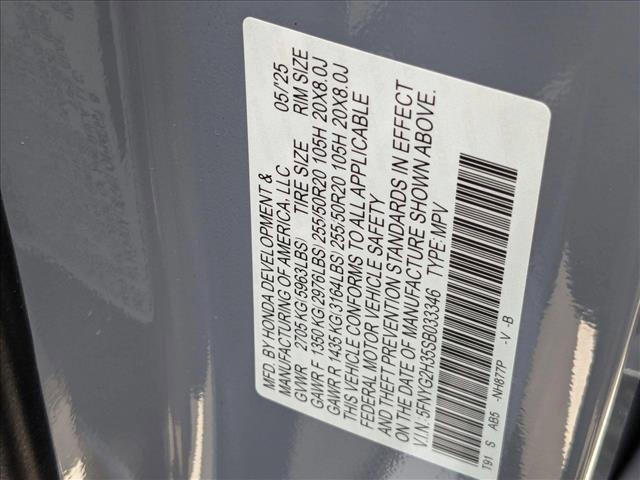 MFD BY HONDA DEVELOPMENT &
MANUFACTURING OF AMERICA, LLC 05/'25
GVWR 2705 KG(5963LBS) TIRE SIZE RIM SIZE
GAWR F 1350 KG(2976LBS) 255/50R20 105H 20X8.0J
GAWR R 1435 KG(3164LBS) 255/50R20 105H 20X8.0J
THIS VEHICLE CONFORMS TO ALL APPLICABLE
FEDERAL MOTOR VEHICLE SAFETY
AND THEFT PREVENTION STANDARDS IN EFFECT
ON THE DATE OF MANUFACTURE SHOWN ABOVE.
V.I.N: 5FNYG2H35SB033346 TYPE: MPV
T91 S AB5 -NH877P -V -B